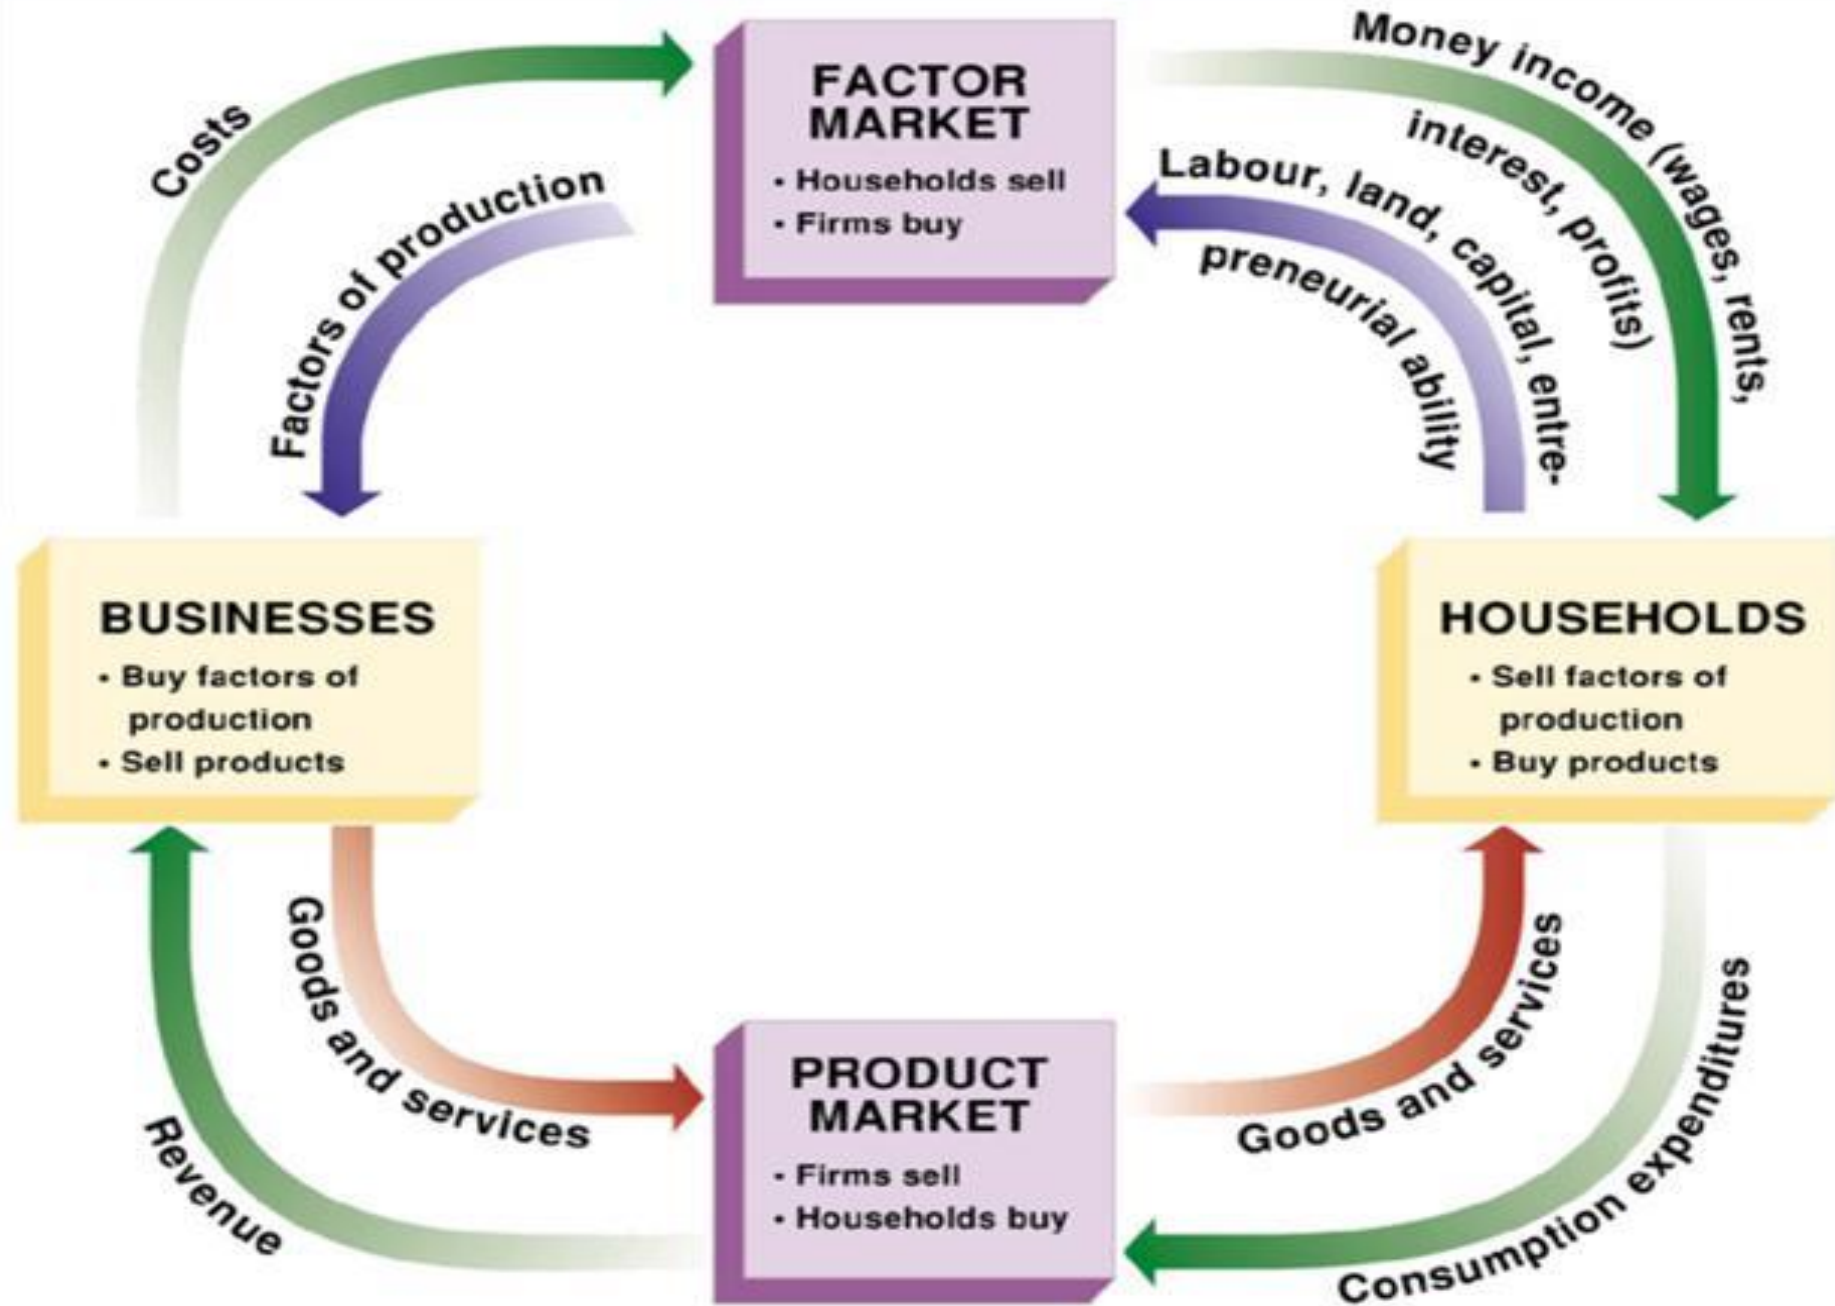 FACTOR
MARKET
• Households sell
• Firms buy
Costs
Factors of production
Money income (wages, rents,
interest, profits)
Labour, land, capital, entre-
preneurial ability
BUSINESSES
• Buy factors of
production
• Sell products
HOUSEHOLDS
• Sell factors of
production
• Buy products
Goods and services
Revenue
PRODUCT
MARKET
• Firms sell
• Households buy
Goods and services
Consumption expenditures